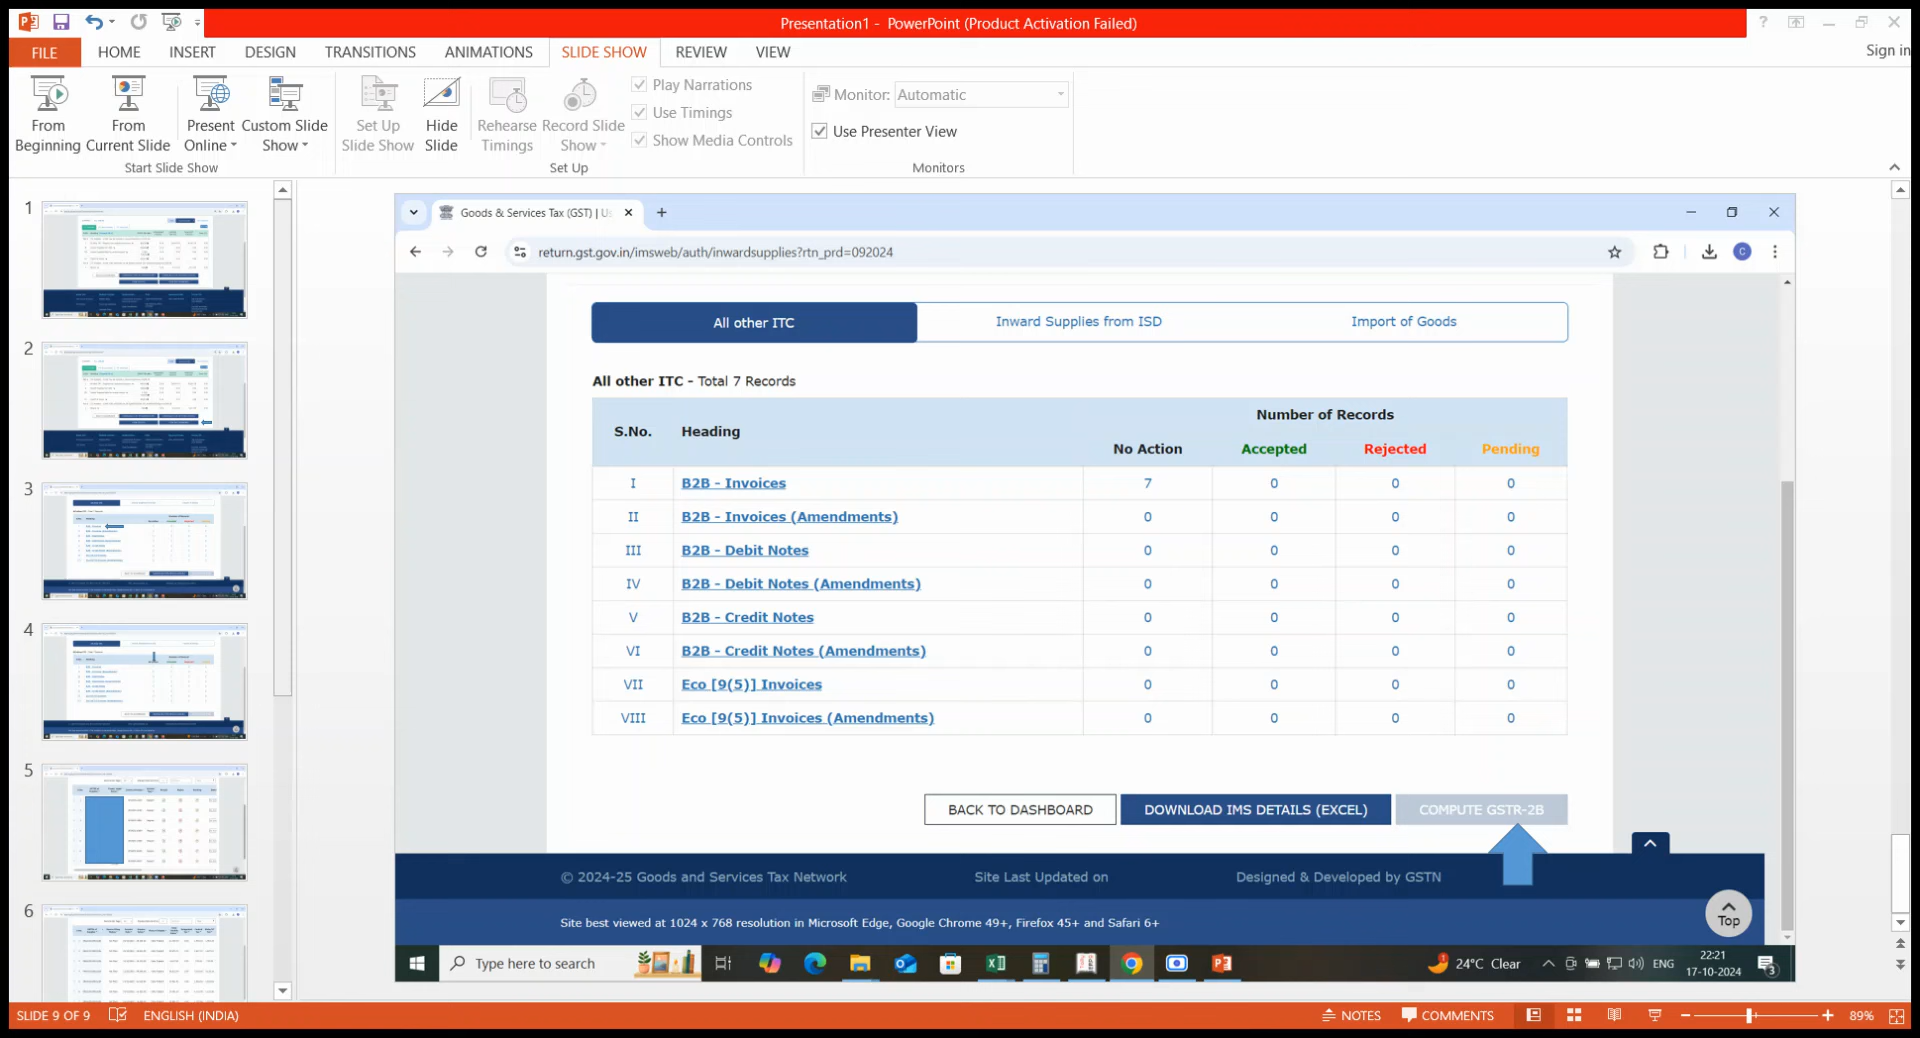 Presentation1 - PowerPoint (Product Activation Failed)
FILE HOME INSERT DESIGN TRANSITIONS ANIMATIONS SLIDE SHOW REVIEW VIEW
Sign in
From Beginning
From Current Slide
Present Online
Custom Slide Show
Set Up Slide Show
Hide Slide
Rehearse Timings
Record Slide Show
Play Narrations
Use Timings
Show Media Controls
Monitor: Automatic
Use Presenter View
Start Slide Show
Set Up
Monitors
1
2
3
4
5
6
Goods & Services Tax (GST) | Us
return.gst.gov.in/imsweb/auth/inwardsupplies?rtn_prd=092024
C
All other ITC Inward Supplies from ISD Import of Goods
All other ITC - Total 7 Records
S.No. Heading Number of Records
No Action Accepted Rejected Pending
I B2B - Invoices 7 0 0 0
II B2B - Invoices (Amendments) 0 0 0 0
III B2B - Debit Notes 0 0 0 0
IV B2B - Debit Notes (Amendments) 0 0 0 0
V B2B - Credit Notes 0 0 0 0
VI B2B - Credit Notes (Amendments) 0 0 0 0
VII Eco [9(5)] Invoices 0 0 0 0
VIII Eco [9(5)] Invoices (Amendments) 0 0 0 0
BACK TO DASHBOARD DOWNLOAD IMS DETAILS (EXCEL) COMPUTE GSTR-2B
© 2024-25 Goods and Services Tax Network Site Last Updated on Designed & Developed by GSTN
Site best viewed at 1024 x 768 resolution in Microsoft Edge, Google Chrome 49+, Firefox 45+ and Safari 6+
Top
Type here to search
24°C Clear
ENG
22:21
17-10-2024
3
SLIDE 9 OF 9 ENGLISH (INDIA) NOTES COMMENTS 89%